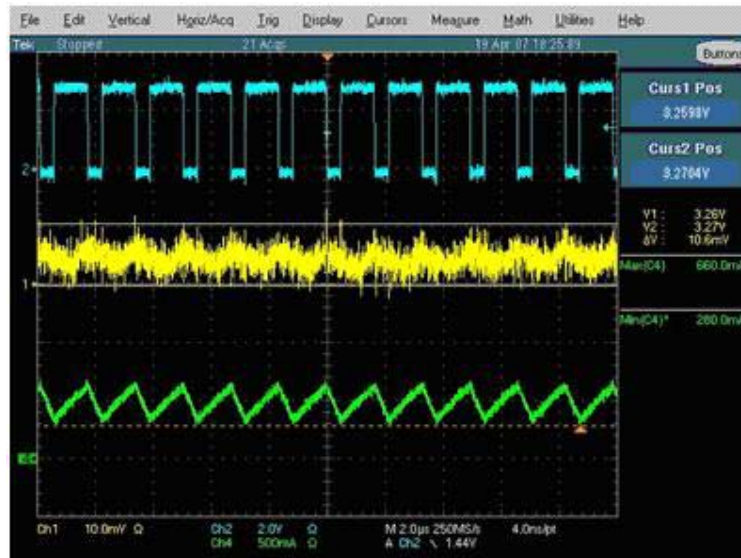 File Edit Vertical Horiz/Acq Trig Display Cursors Measure Math Utilities Help
Tek Stopped 21 Acqs 19 Apr 07 18:25:89
Buttons
Curs1 Pos
3.2598V
Curs2 Pos
3.2704V
V1: 3.26V
V2: 3.27V
ΔV: 10.6mV
Max(C4) 660.0m
Min(C4)* 280.0m
2
1
Ch1 10.0mV Ω Ch2 2.0V Ω M 2.0µs 250MS/s 4.0ns/pt
Ch4 500mA Ω A Ch2 \ 1.44V